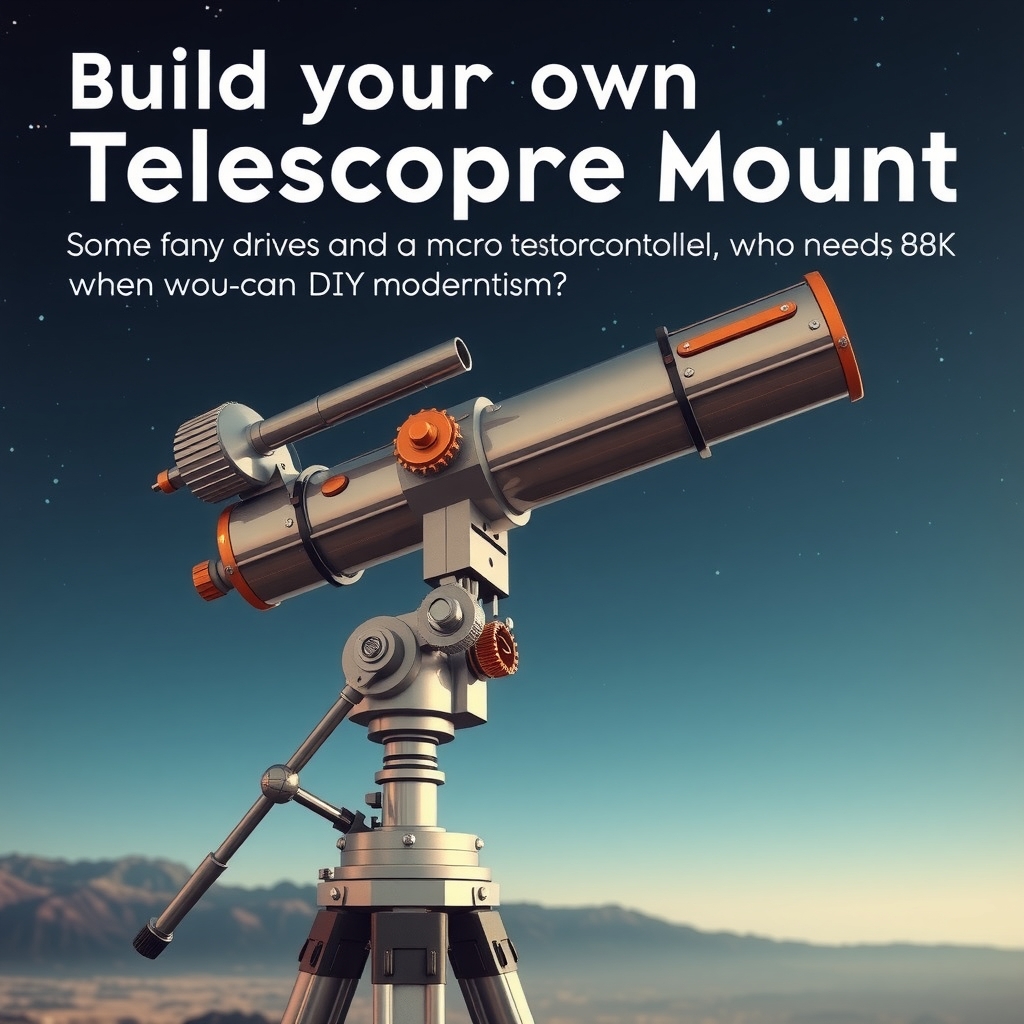 Build your own
Telescopre Mount
Some fany drives and a mcro testorcontollel, who needs 88K
when wou-can DIY moderntism?